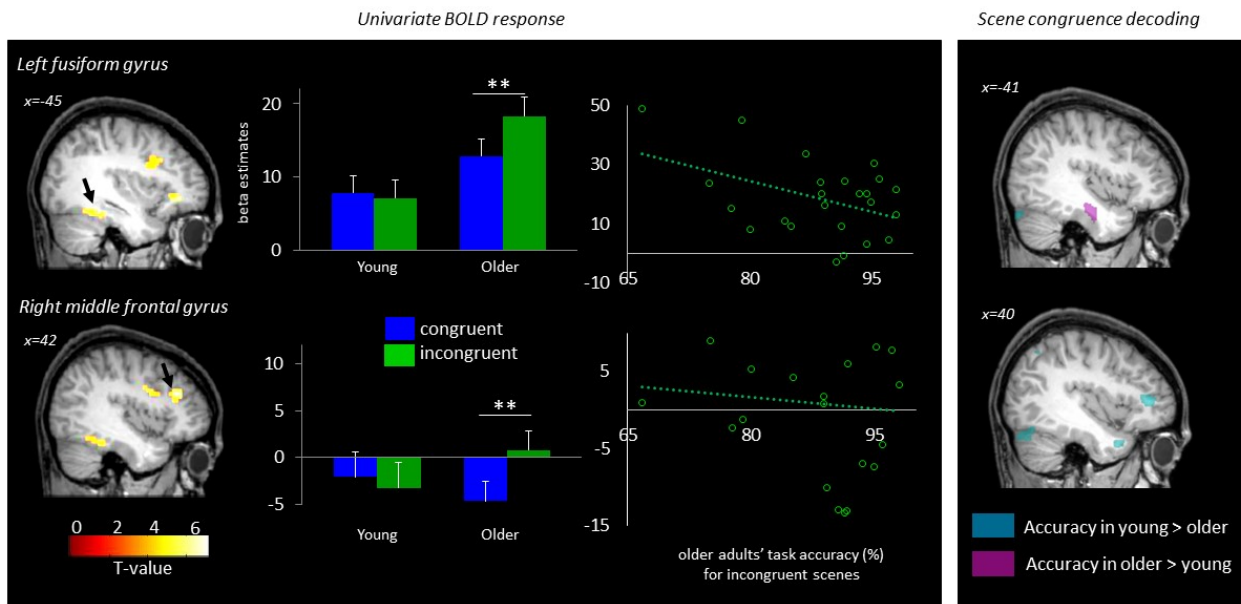 Univariate BOLD response
Scene congruence decoding
Left fusiform gyrus
x=-45
beta estimates
20
10
0
Young
Older
**
50
30
10
-10
65
80
95
x=-41
Right middle frontal gyrus
x=42
congruent
incongruent
10
5
0
-5
Young
Older
**
5
-5
-15
65
80
95
older adults' task accuracy (%)
for incongruent scenes
0 2 4 6
T-value
x=40
Accuracy in young > older
Accuracy in older > young